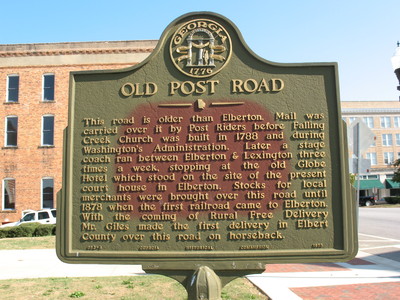 GEORGIA
1776
OLD POST ROAD
This road is older than Elberton. Mail was
carried over it by Post Riders before Falling
Creek Church was built in 1788 and during
Washington's Administration. Later a stage
coach ran between Elberton & Lexington three
times a week, stopping at the old Globe
Hotel which stood on the site of the present
court house in Elberton. Stocks for local
merchants were brought over this road until
1878 when the first railroad came to Elberton.
With the coming of Rural Free Delivery
Mr. Giles made the first delivery in Elbert
County over this road on horseback.
GEORGIA HISTORICAL COMMISSION